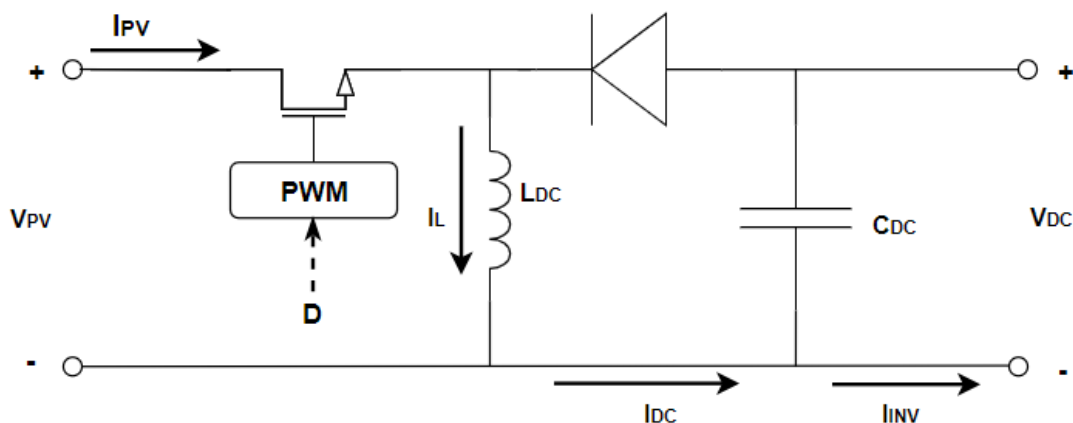 IPV
+
+
PWM
LDC
VPV
IL
CDC
VDC
D
-
-
IDC
IINV